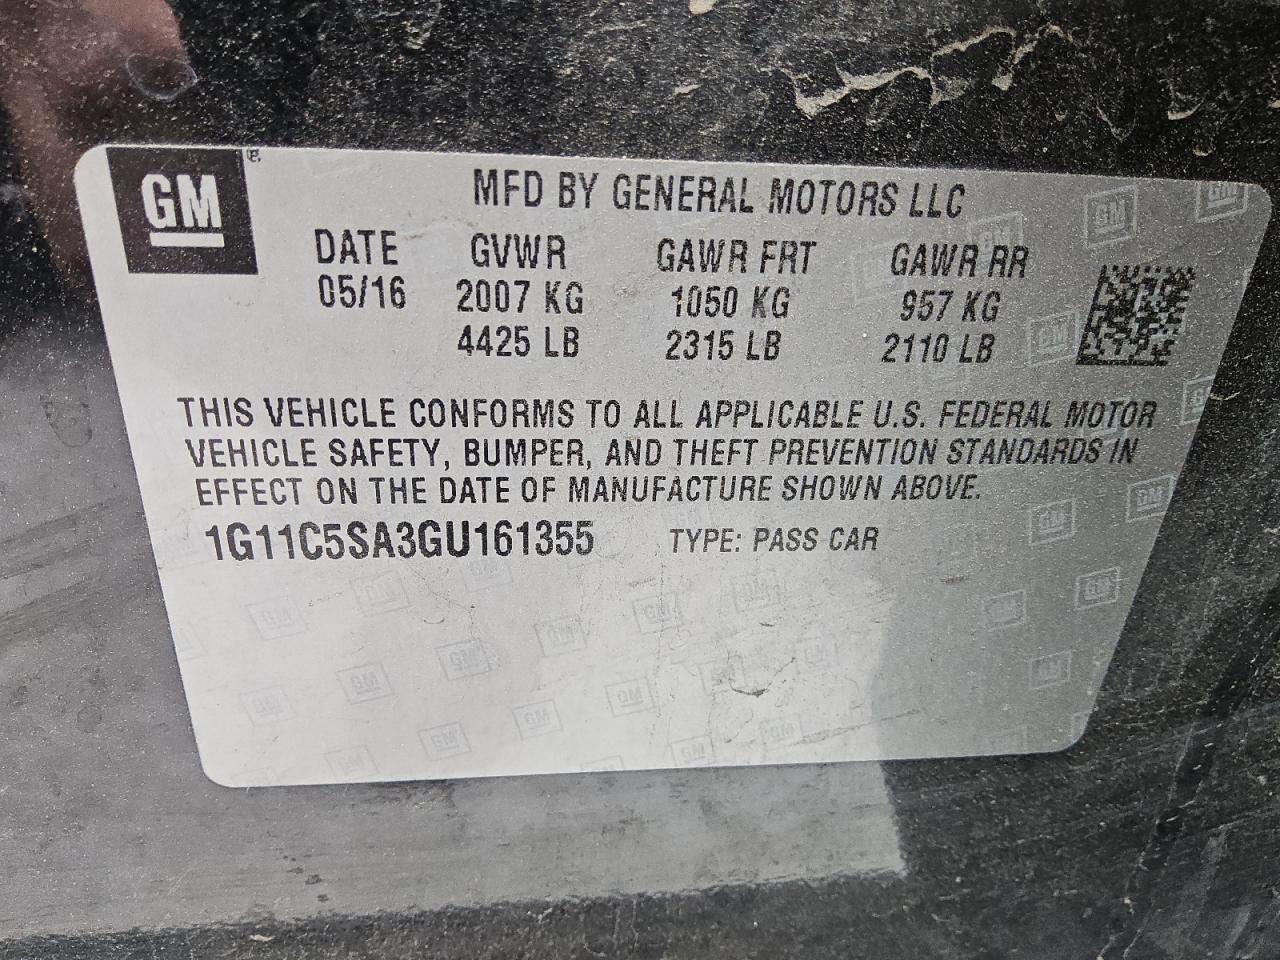 GM
MFD BY GENERAL MOTORS LLC
DATE GVWR GAWR FRT GAWR RR
05/16 2007 KG 1050 KG 957 KG
4425 LB 2315 LB 2110 LB
THIS VEHICLE CONFORMS TO ALL APPLICABLE U.S. FEDERAL MOTOR
VEHICLE SAFETY, BUMPER, AND THEFT PREVENTION STANDARDS IN
EFFECT ON THE DATE OF MANUFACTURE SHOWN ABOVE.
1G11C5SA3GU161355 TYPE: PASS CAR